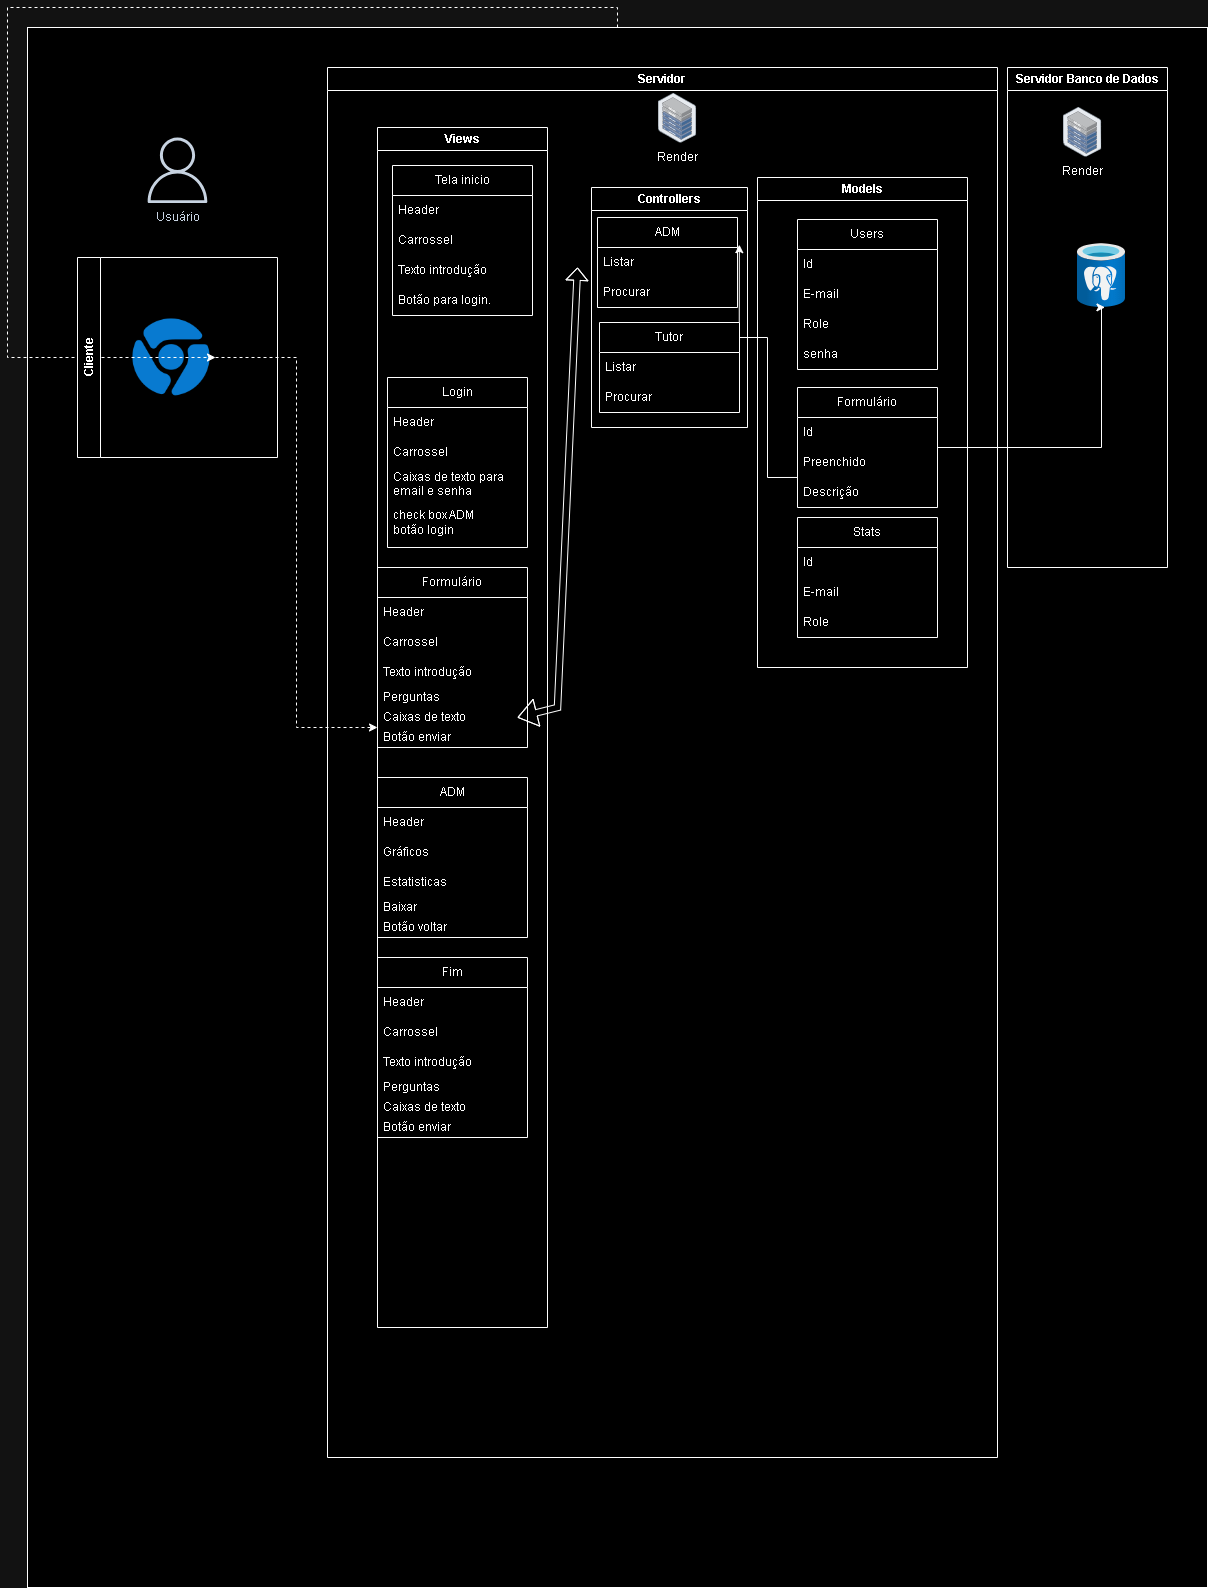 Usuário
Cliente
Servidor
Render
Views
Tela inicio
Header
Carrossel
Texto introdução
Botão para login.
Login
Header
Carrossel
Caixas de texto para
email e senha
check box ADM
botão login
Formulário
Header
Carrossel
Texto introdução
Perguntas
Caixas de texto
Botão enviar
ADM
Header
Gráficos
Estatisticas
Baixar
Botão voltar
Fim
Header
Carrossel
Texto introdução
Perguntas
Caixas de texto
Botão enviar
Controllers
ADM
Listar
Procurar
Tutor
Listar
Procurar
Models
Users
Id
E-mail
Role
senha
Formulário
Id
Preenchido
Descrição
Stats
Id
E-mail
Role
Servidor Banco de Dados
Render